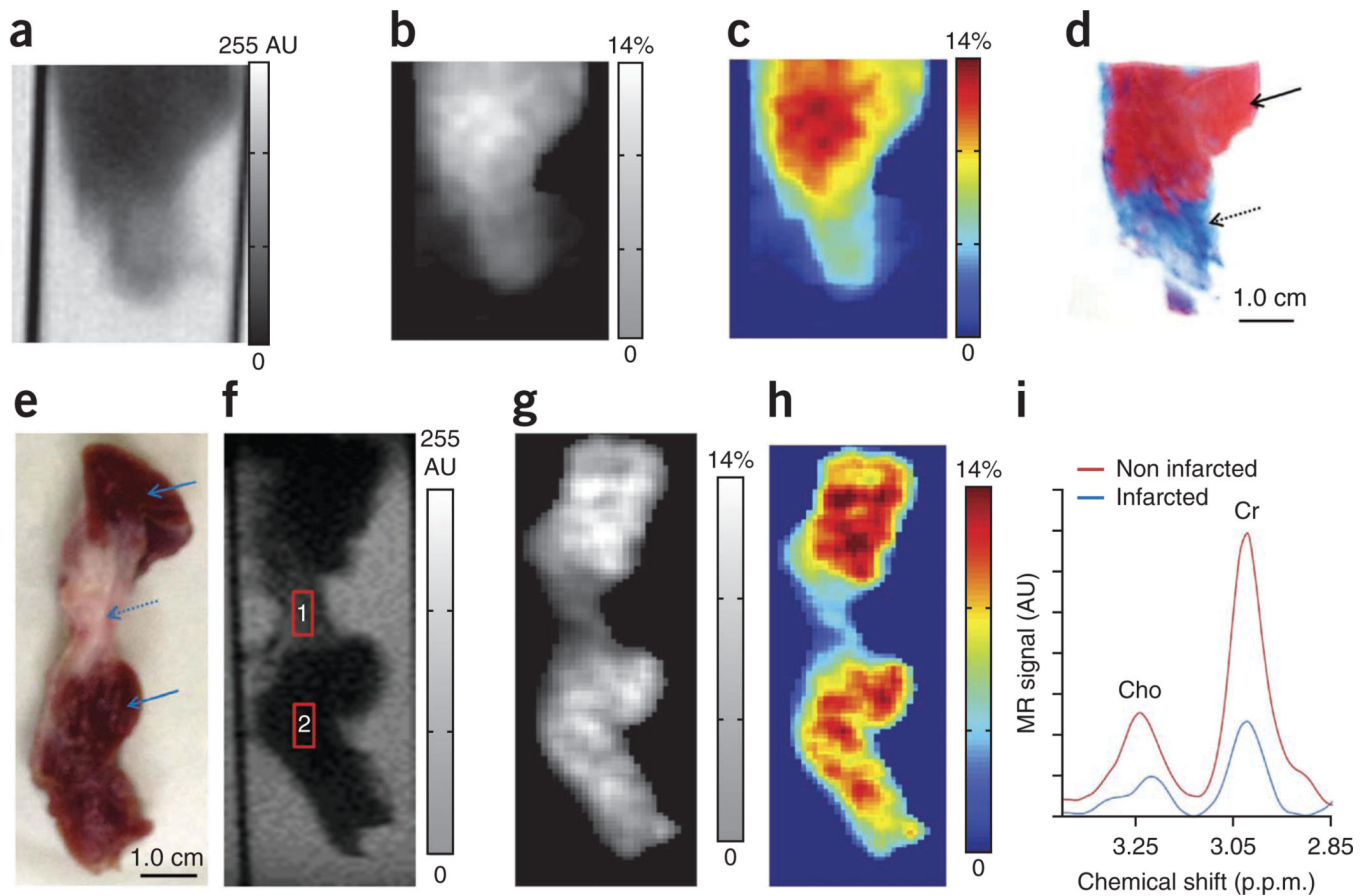 a
255 AU
0
b
14%
0
c
14%
0
d
1.0 cm
e
1.0 cm
f
255
AU
1
2
0
g
14%
0
h
14%
0
i
Non infarcted
Infarcted
Cho
Cr
MR signal (AU)
3.25
3.05
2.85
Chemical shift (p.p.m.)